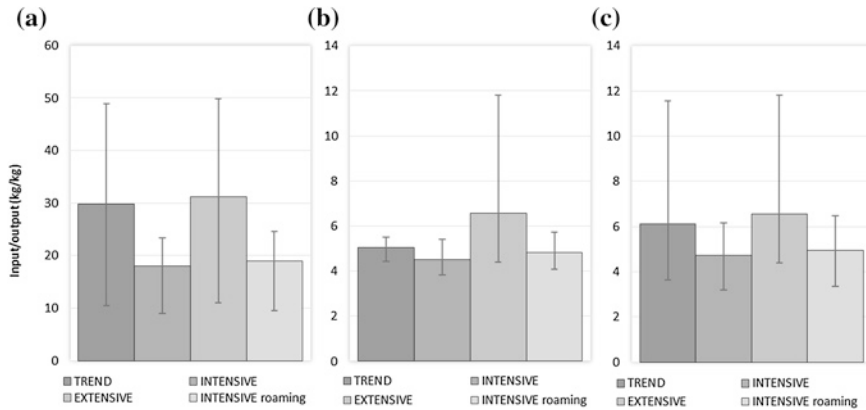 (a)
60
50
40
30
20
10
0
Input/output (kg/kg)
TREND
INTENSIVE
EXTENSIVE
INTENSIVE roaming
(b)
14
12
10
8
6
4
2
0
TREND
INTENSIVE
EXTENSIVE
INTENSIVE roaming
(c)
14
12
10
8
6
4
2
0
TREND
INTENSIVE
EXTENSIVE
INTENSIVE roaming